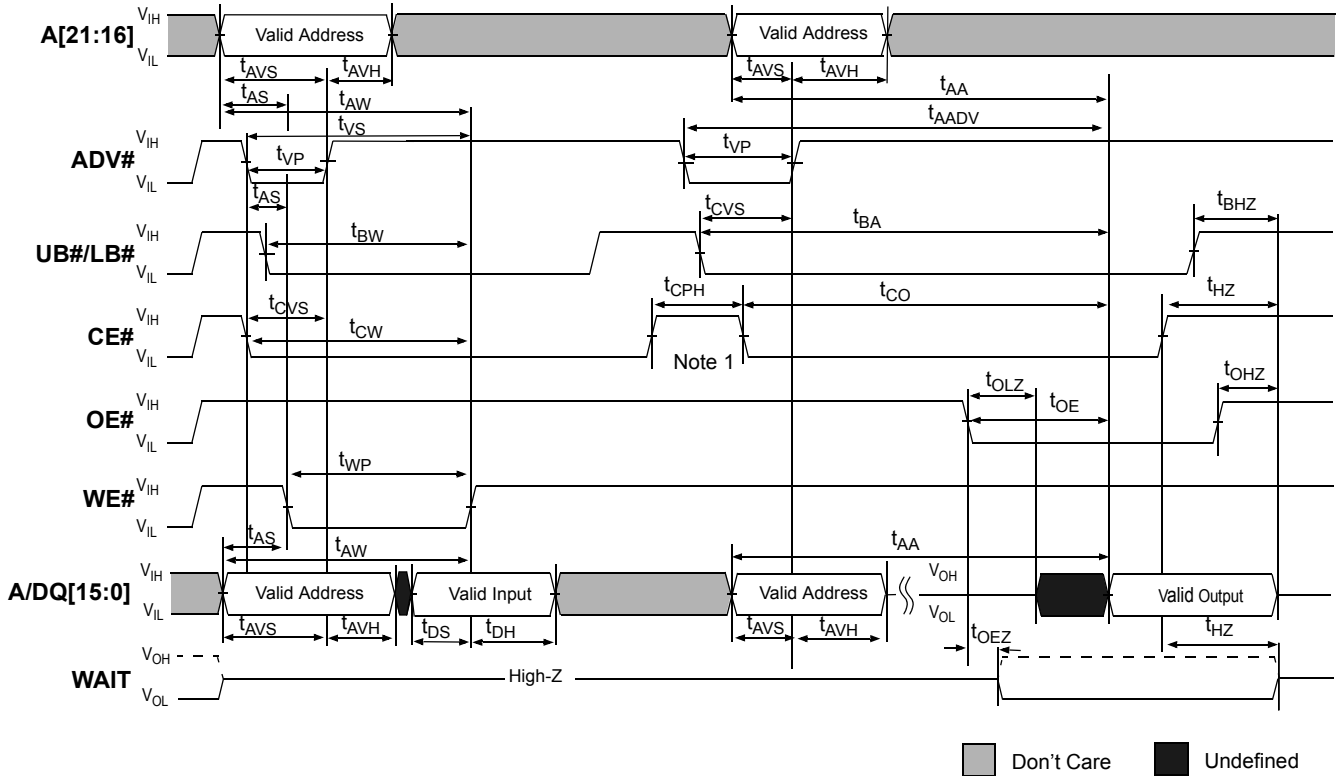 A[21:16] VIH VIL Valid Address Valid Address
tAVS tAVH tAVS tAVH
tAS tAW tAA
tVS tAADV
ADV# VIH VIL tVP tVP
tAS tCVS tBHZ
UB#/LB# VIH VIL tBW tBA
tCVS tCPH tCO tHZ
CE# VIH VIL tCW Note 1
tOLZ tOHZ
OE# VIH VIL tOE
tWP
WE# VIH VIL
tAS tAW tAA
A/DQ[15:0] VIH VIL Valid Address Valid Input Valid Address VOH VOL Valid Output
tAVS tAVH tDS tDH tAVS tAVH tOEZ tHZ
WAIT VOH VOL High-Z
Don't Care Undefined